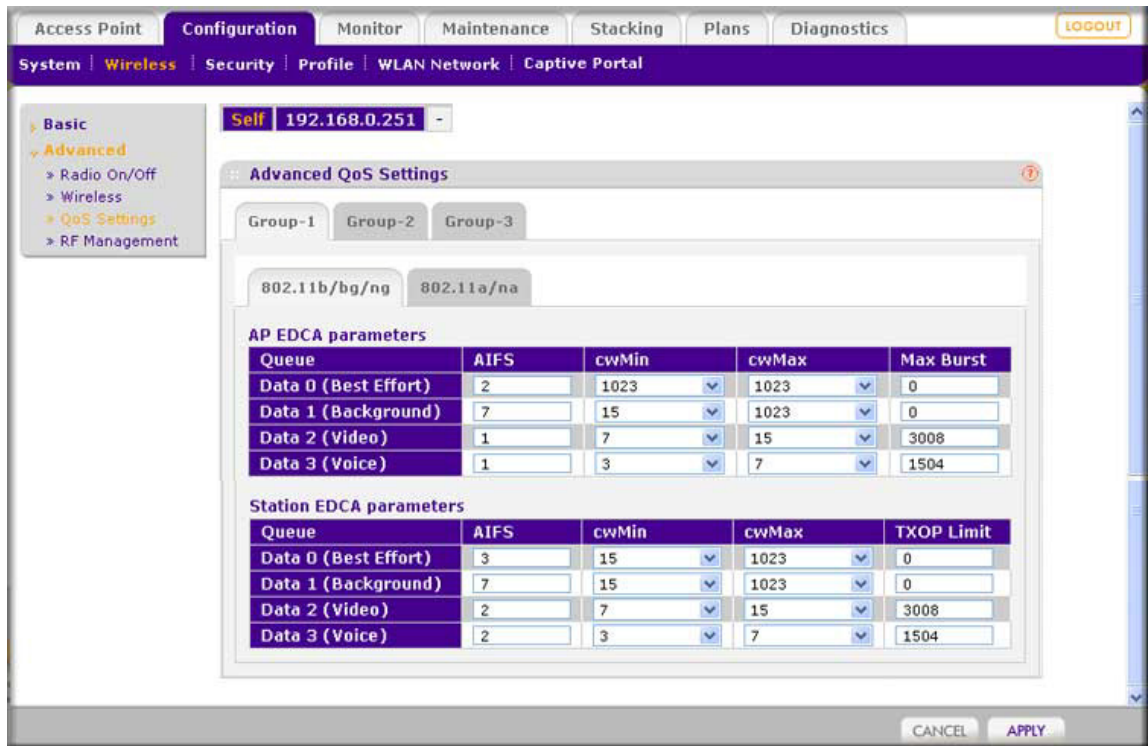 Access Point Configuration Monitor Maintenance Stacking Plans Diagnostics LOGOUT
System Wireless Security Profile WLAN Network Captive Portal
Basic
Advanced
» Radio On/Off
» Wireless
» QoS Settings
» RF Management
Self 192.168.0.251 -
Advanced QoS Settings ?
Group-1 Group-2 Group-3
802.11b/bg/ng 802.11a/na
AP EDCA parameters
Queue AIFS cwMin cwMax Max Burst
Data 0 (Best Effort) 2 1023 1023 0
Data 1 (Background) 7 15 1023 0
Data 2 (Video) 1 7 15 3008
Data 3 (Voice) 1 3 7 1504
Station EDCA parameters
Queue AIFS cwMin cwMax TXOP Limit
Data 0 (Best Effort) 3 15 1023 0
Data 1 (Background) 7 15 1023 0
Data 2 (Video) 2 7 15 3008
Data 3 (Voice) 2 3 7 1504
CANCEL APPLY